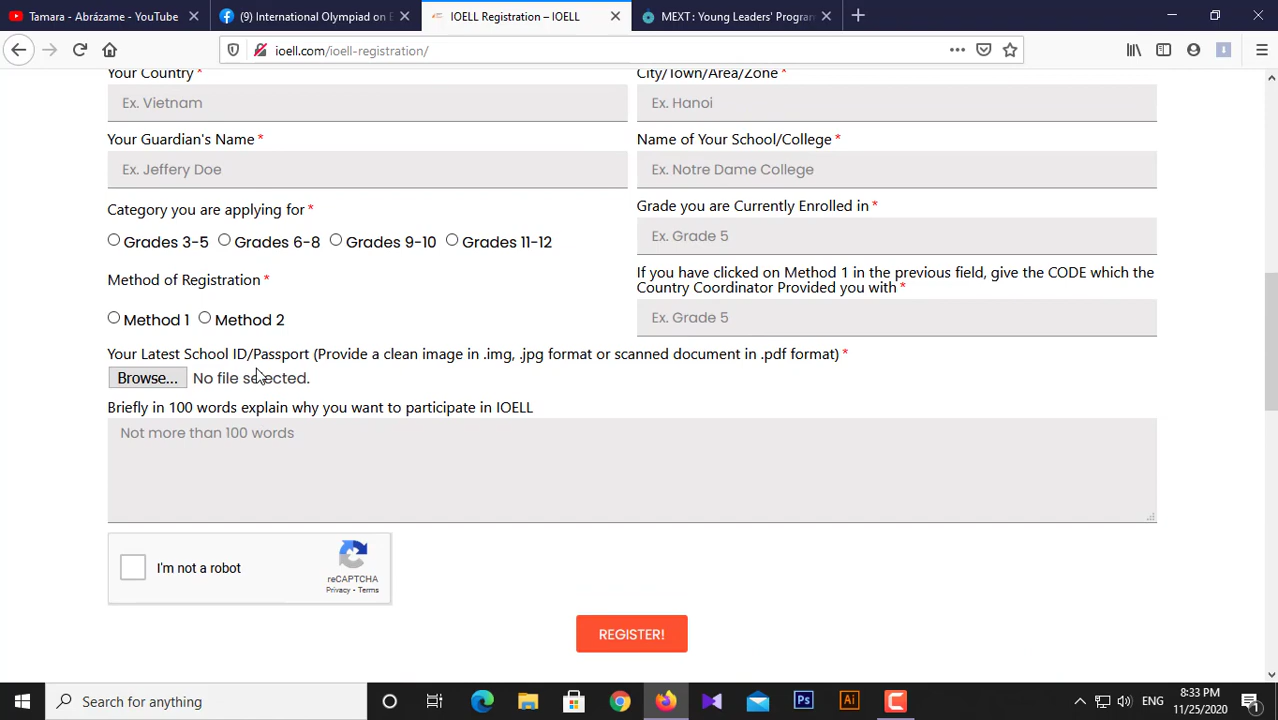 Tamara - Abrázame - YouTube
(9) International Olympiad on E
IOELL Registration – IOELL
MEXT : Young Leaders' Program
ioell.com/ioell-registration/
Your Country *
City/Town/Area/Zone *
Ex. Vietnam
Ex. Hanoi
Your Guardian's Name *
Name of Your School/College *
Ex. Jeffery Doe
Ex. Notre Dame College
Category you are applying for *
Grade you are Currently Enrolled in *
Grades 3-5 Grades 6-8 Grades 9-10 Grades 11-12
Ex. Grade 5
Method of Registration *
If you have clicked on Method 1 in the previous field, give the CODE which the
Country Coordinator Provided you with *
Method 1 Method 2
Ex. Grade 5
Your Latest School ID/Passport (Provide a clean image in .img, .jpg format or scanned document in .pdf format) *
Browse... No file selected.
Briefly in 100 words explain why you want to participate in IOELL
Not more than 100 words
I'm not a robot
reCAPTCHA
Privacy - Terms
REGISTER!
Search for anything
Ps
Ai
ENG
8:33 PM
11/25/2020
1